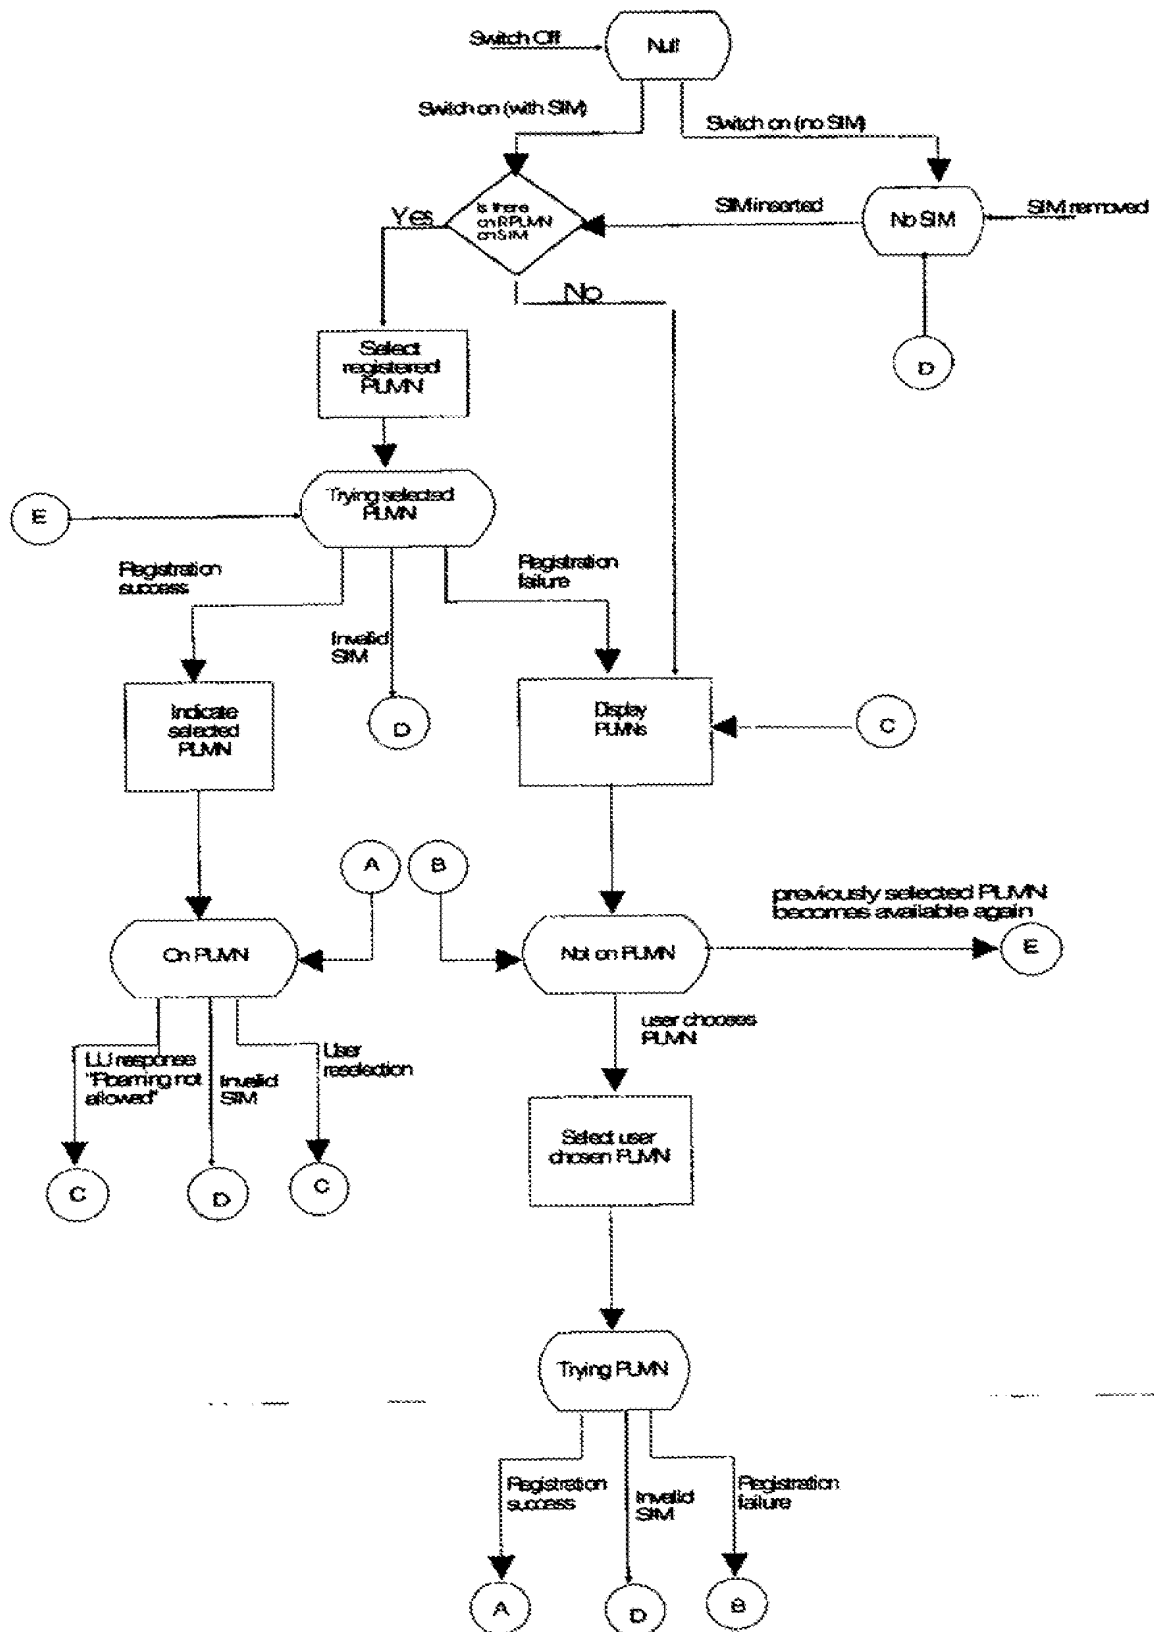 Switch Off
Null
Switch on (with SIM)
Switch on (no SIM)
Is there
an RPLMN
on SIM
Yes
SIM inserted
No SIM
SIM removed
No
Select
registered
PLMN
D
Trying selected
PLMN
E
Registration
success
Registration
failure
Invalid
SIM
Indicate
selected
PLMN
D
Display
PLMNs
C
A
B
previously selected PLMN
becomes available again
On PLMN
Not on PLMN
E
user chooses
PLMN
LU response
"Roaming not
allowed"
Invalid
SIM
User
reselection
Select user
chosen PLMN
C
D
C
Trying PLMN
Registration
success
Invalid
SIM
Registration
failure
A
D
B